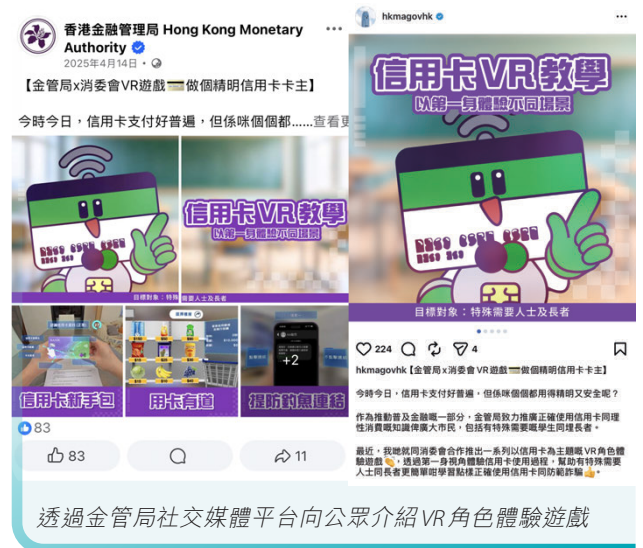 香港金融管理局 Hong Kong Monetary
Authority
2025年4月14日
【金管局x消委會VR遊戲💳做個精明信用卡卡主】
今時今日，信用卡支付好普遍，但係咪個個都……查看更
信用卡VR教學
以第一身體驗不同場景
目標對象：特殊
信用卡新手包
用卡有道
+2
提防釣魚連結
83
83
11
hkmagovhk
信用卡VR教學
以第一身體驗不同場景
目標對象：特殊需要人士及長者
224
4
hkmagovhk【金管局x消委會VR遊戲💳做個精明信用卡卡主】
今時今日，信用卡支付好普遍，但係咪個個都用得精明又安全呢？
作為推動普及金融嘅一部分，金管局致力推廣正確使用信用卡同理
性消費嘅知識俾廣大市民，包括有特殊需要嘅學生同埋長者。
最近，我哋就同消委會合作推出一系列以信用卡為主題嘅VR角色體
驗遊戲👏，透過第一身視角體驗信用卡使用過程，幫助有特殊需要
人士同長者更簡單咁學習點樣正確使用信用卡同防範詐騙👍。
透過金管局社交媒體平台向公眾介紹VR角色體驗遊戲